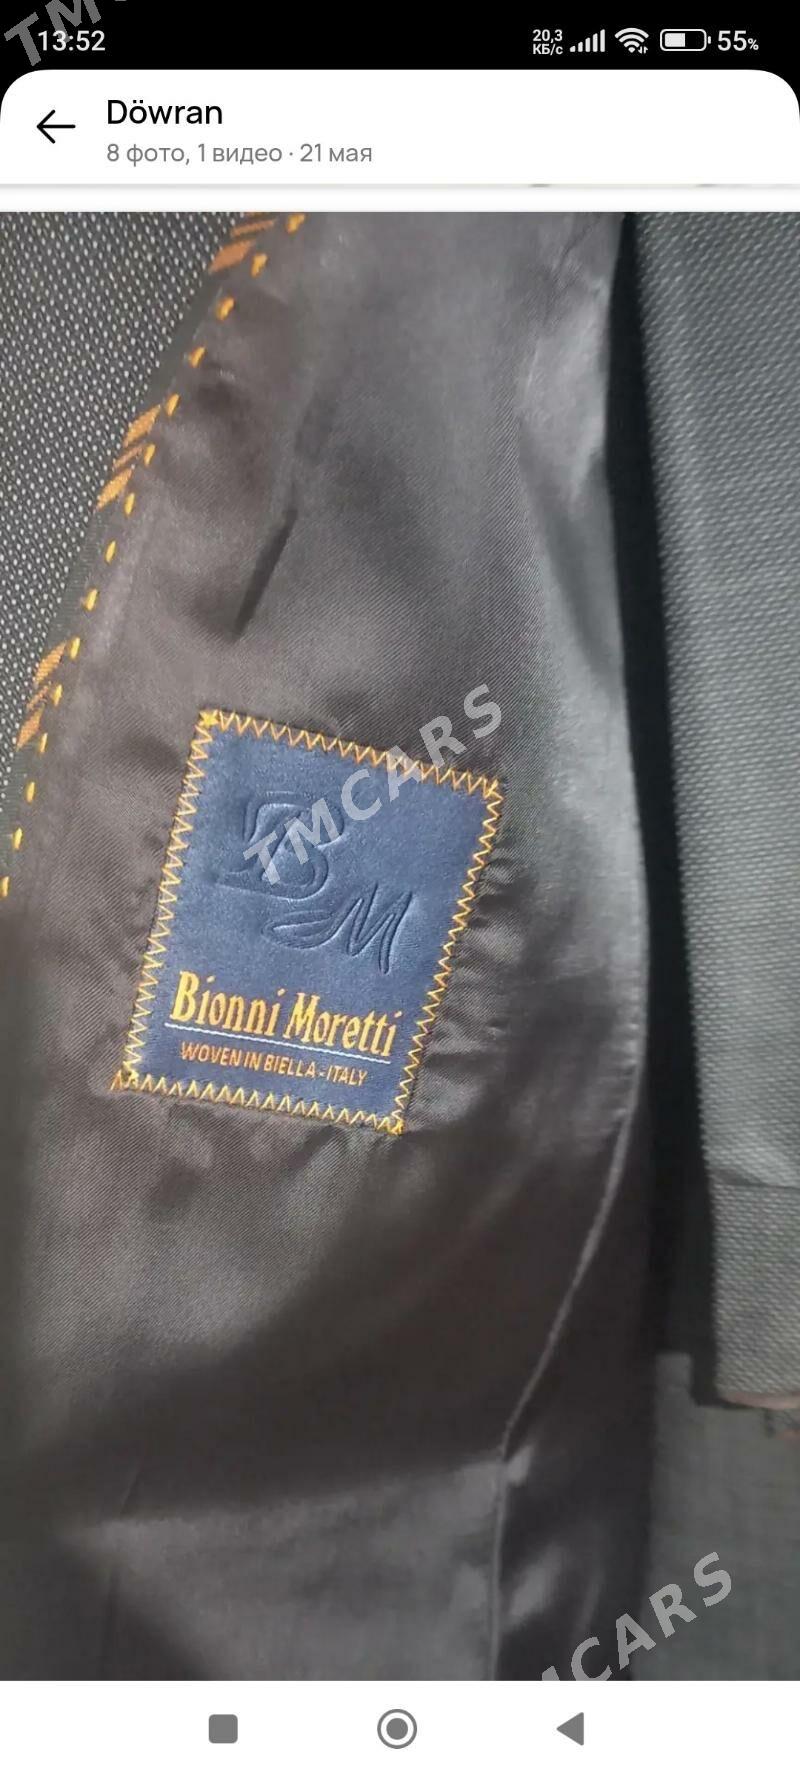 TMCARS
13:52
20,3
КБ/с
55%
Döwran
8 фото, 1 видео · 21 мая
TMCARS
BM
Bionni Moretti
WOVEN IN BIELLA - ITALY
TMCARS